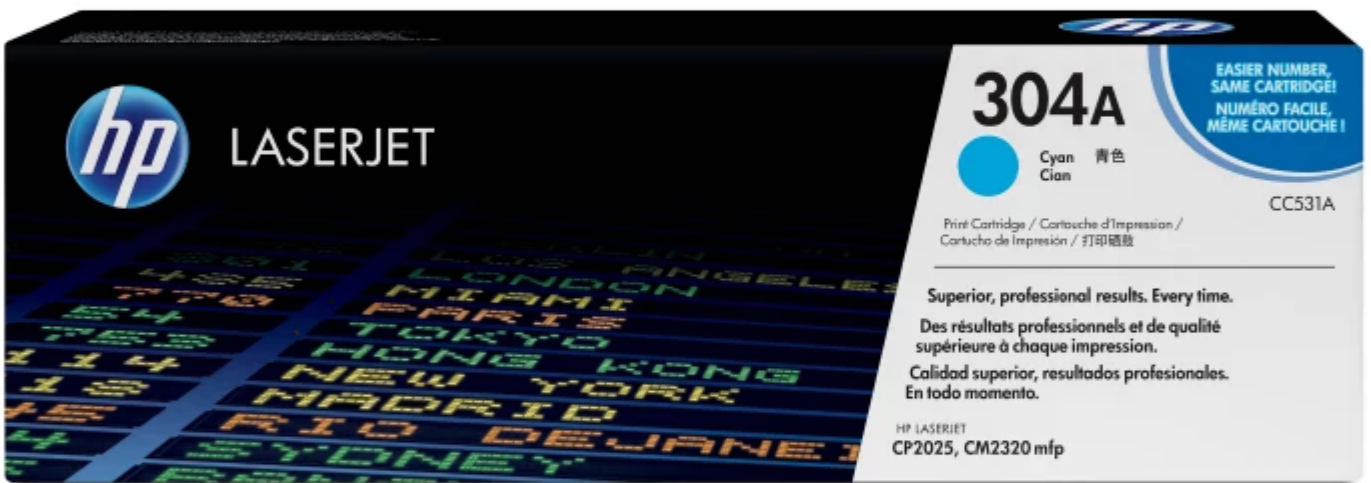 hp
hp
LASERJET
304A
EASIER NUMBER,
SAME CARTRIDGE!
NUMÉRO FACILE,
MÊME CARTOUCHE !
Cyan 青色
Cian
CC531A
Print Cartridge / Cartouche d'Impression /
Cartucho de Impresión / 打印硒鼓
Superior, professional results. Every time.
Des résultats professionnels et de qualité
supérieure à chaque impression.
Calidad superior, resultados profesionales.
En todo momento.
HP LASERJET
CP2025, CM2320 mfp
LOS ANGELES
LONDON
MIAMI
PARIS
TOKYO
HONG KONG
114 NEW YORK
MADRID
RIO DEJANEI
SYDNEY